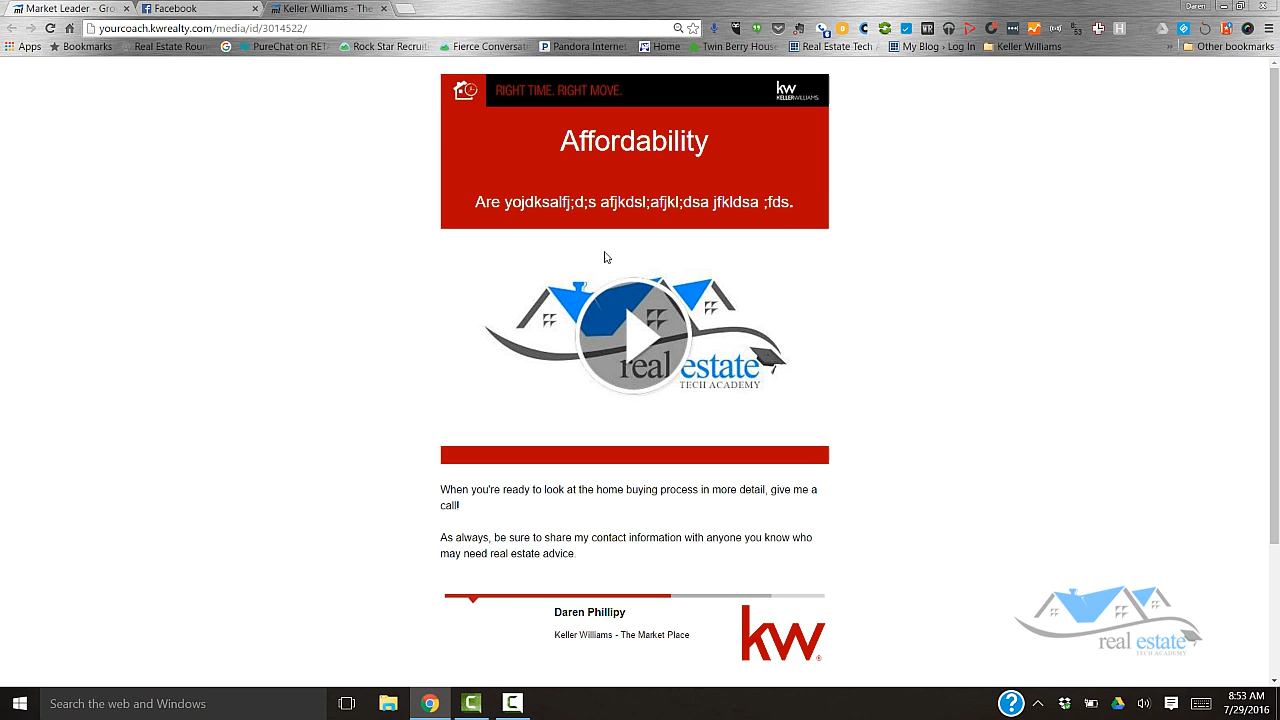 Market Leader - Gro
Facebook
Keller Williams - The
Daren
yourcoach.kwrealty.com/media/id/3014522/
Apps
Bookmarks
Real Estate Roun
PureChat on RET
Rock Star Recruit
Fierce Conversat
Pandora Internet
Home
Twin Berry House
Real Estate Tech
My Blog › Log In
Keller Williams
Other bookmarks
RIGHT TIME. RIGHT MOVE.
kw
KELLERWILLIAMS
Affordability
Are yojdksalfj;d;s afjkdsl;afjkl;dsa jfkldsa ;fds.
real estate
TECH ACADEMY
When you're ready to look at the home buying process in more detail, give me a
call!
As always, be sure to share my contact information with anyone you know who
may need real estate advice.
Daren Phillipy
Keller Williams - The Market Place
kw
real estate
TECH ACADEMY
Search the web and Windows
8:53 AM
7/29/2016